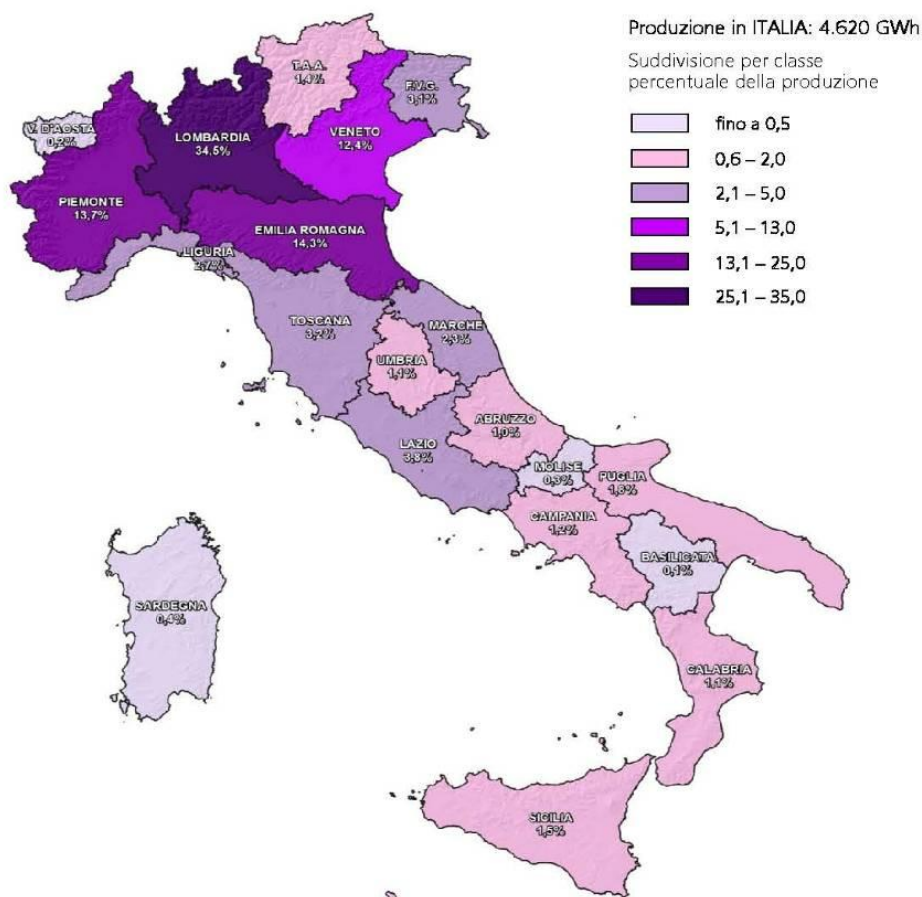 Produzione in ITALIA: 4.620 GWh
Suddivisione per classe
percentuale della produzione
fino a 0,5
0,6 – 2,0
2,1 – 5,0
5,1 – 13,0
13,1 – 25,0
25,1 – 35,0
T.A.A.
1,4%
F.V.G.
3,1%
V. D'AOSTA
0,2%
LOMBARDIA
34,5%
VENETO
12,4%
PIEMONTE
13,7%
EMILIA ROMAGNA
14,3%
LIGURIA
2,7%
TOSCANA
3,2%
MARCHE
2,3%
UMBRIA
1,1%
LAZIO
3,8%
ABRUZZO
1,0%
MOLISE
0,3%
PUGLIA
1,8%
CAMPANIA
1,2%
BASILICATA
0,1%
SARDEGNA
0,4%
CALABRIA
1,1%
SICILIA
1,5%